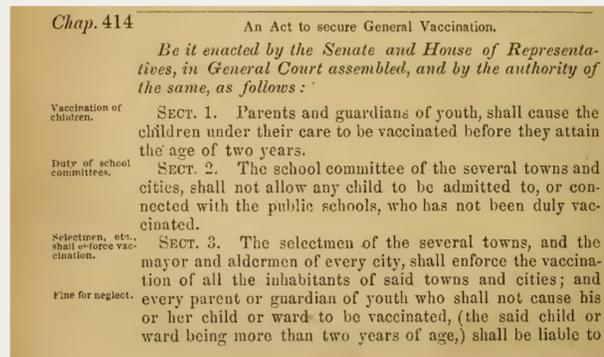 Chap. 414
An Act to secure General Vaccination.
Be it enacted by the Senate and House of Representa-
tives, in General Court assembled, and by the authority of
the same, as follows:
Vaccination of
children.
SECT. 1. Parents and guardians of youth, shall cause the
children under their care to be vaccinated before they attain
the age of two years.
Duty of school
committees.
SECT. 2. The school committee of the several towns and
cities, shall not allow any child to be admitted to, or con-
nected with the public schools, who has not been duly vac-
cinated.
Selectmen, etc.,
shall enforce vac-
cination.
SECT. 3. The selectmen of the several towns, and the
mayor and aldermen of every city, shall enforce the vaccina-
tion of all the inhabitants of said towns and cities; and
Fine for neglect.
every parent or guardian of youth who shall not cause his
or her child or ward to be vaccinated, (the said child or
ward being more than two years of age,) shall be liable to